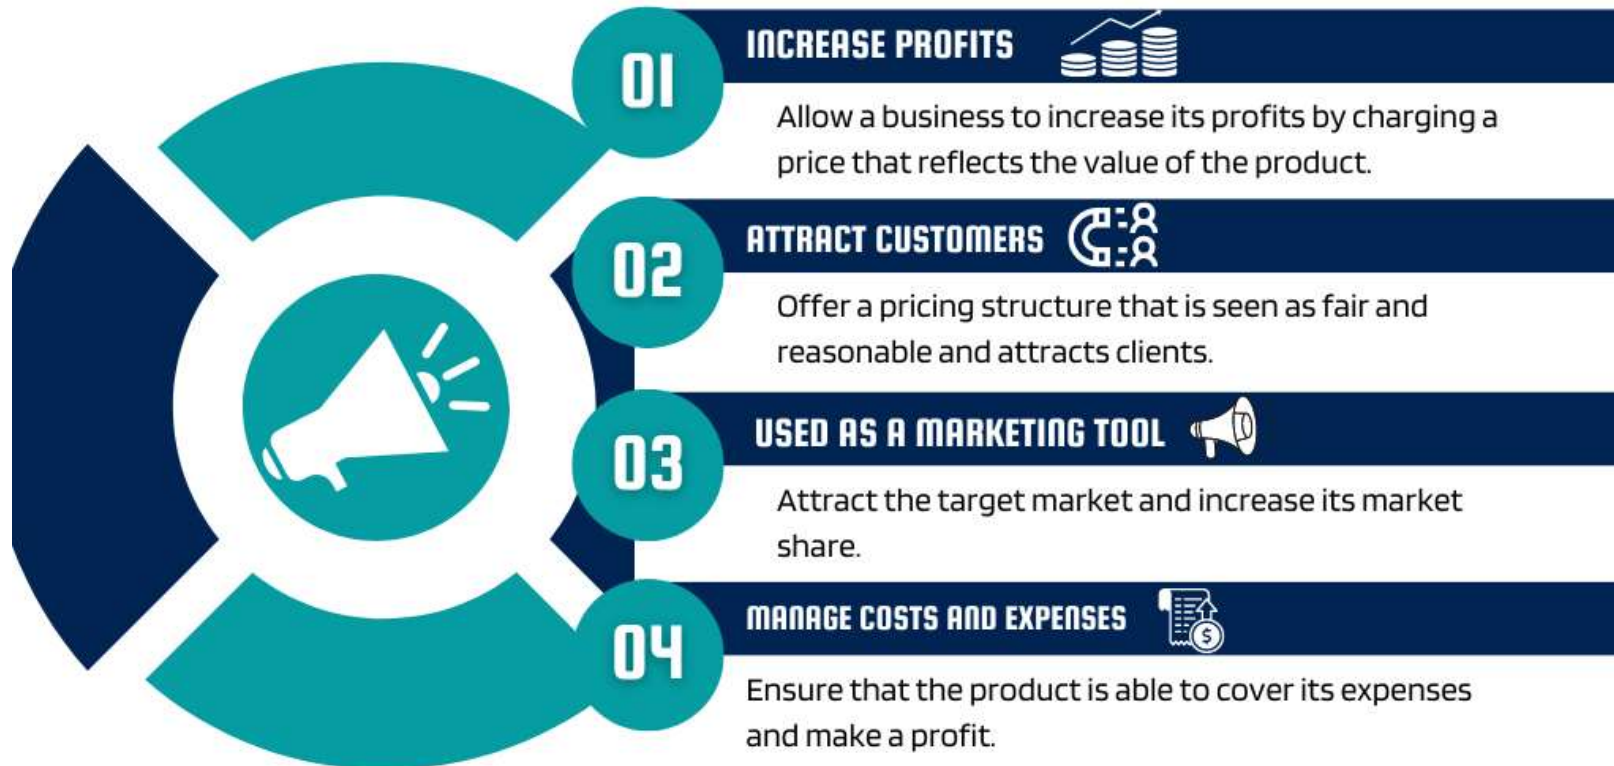 01
INCREASE PROFITS
Allow a business to increase its profits by charging a
price that reflects the value of the product.
02
ATTRACT CUSTOMERS
Offer a pricing structure that is seen as fair and
reasonable and attracts clients.
03
USED AS A MARKETING TOOL
Attract the target market and increase its market
share.
04
MANAGE COSTS AND EXPENSES
$
Ensure that the product is able to cover its expenses
and make a profit.